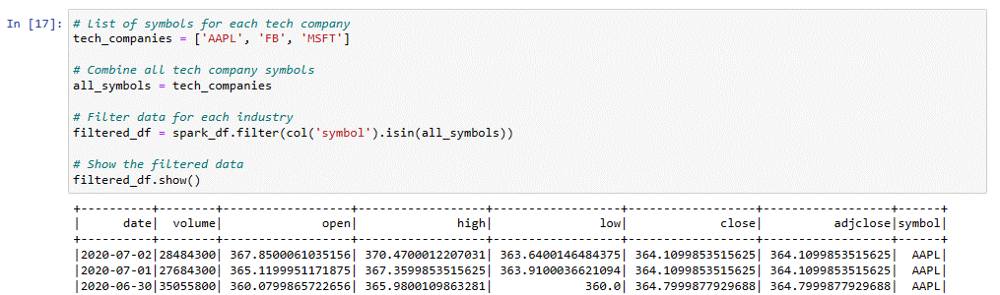 In [17]: # List of symbols for each tech company
tech_companies = ['AAPL', 'FB', 'MSFT']
# Combine all tech company symbols
all_symbols = tech_companies
# Filter data for each industry
filtered_df = spark_df.filter(col('symbol').isin(all_symbols))
# Show the filtered data
filtered_df.show()
+----------+--------+-----------------+-----------------+-----------------+-----------------+-----------------+------+
|      date|  volume|             open|             high|              low|            close|         adjclose|symbol|
+----------+--------+-----------------+-----------------+-----------------+-----------------+-----------------+------+
|2020-07-02|28484300| 367.8500061035156| 370.4700012207031| 363.6400146484375| 364.1099853515625| 364.1099853515625|  AAPL|
|2020-07-01|27684300| 365.1199951171875| 367.3599853515625| 363.9100036621094| 364.1099853515625| 364.1099853515625|  AAPL|
|2020-06-30|35055800| 360.0799865722656| 365.9800109863281|             360.0| 364.7999877929688| 364.7999877929688|  AAPL|